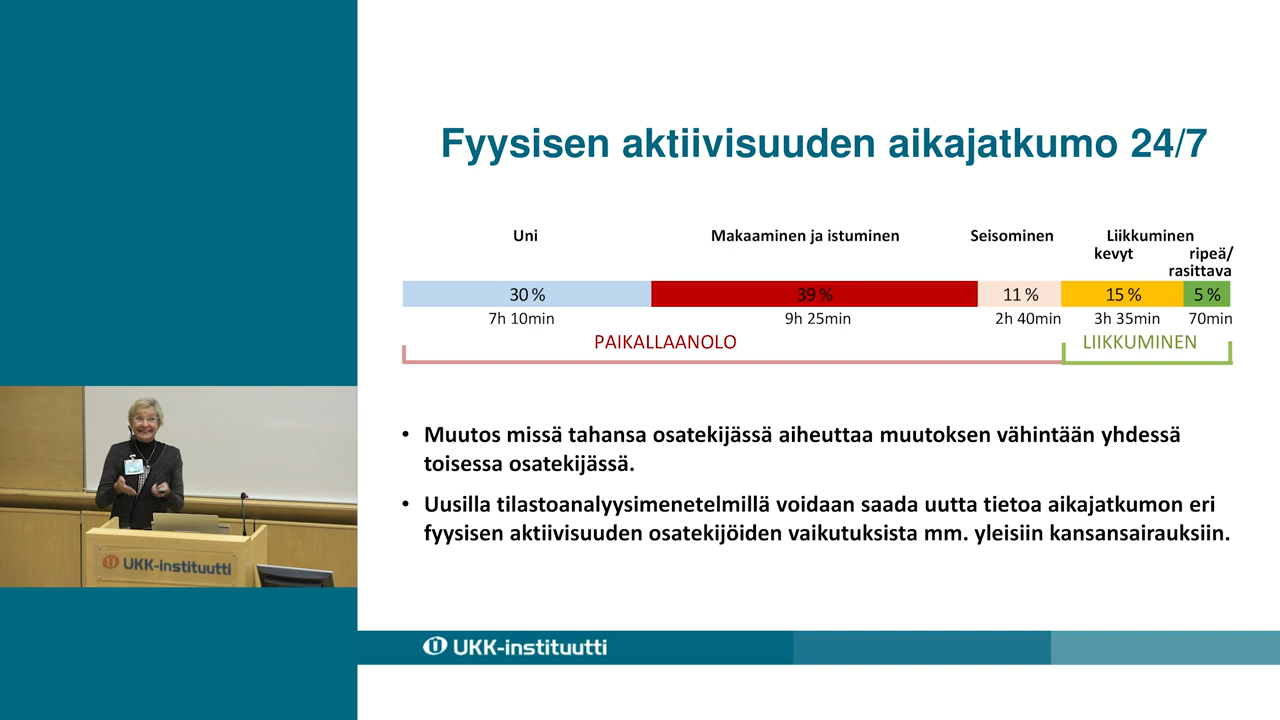 Fyysisen aktiivisuuden aikajatkumo 24/7
Uni
Makaaminen ja istuminen
Seisominen
Liikkuminen
kevyt
ripeä/
rasittava
30 %
39 %
11 %
15 %
5 %
7h 10min
9h 25min
2h 40min
3h 35min
70min
PAIKALLAANOLO
LIIKKUMINEN
• Muutos missä tahansa osatekijässä aiheuttaa muutoksen vähintään yhdessä
toisessa osatekijässä.
• Uusilla tilastoanalyysimenetelmillä voidaan saada uutta tietoa aikajatkumon eri
fyysisen aktiivisuuden osatekijöiden vaikutuksista mm. yleisiin kansansairauksiin.
UKK-instituutti
UKK-instituutti